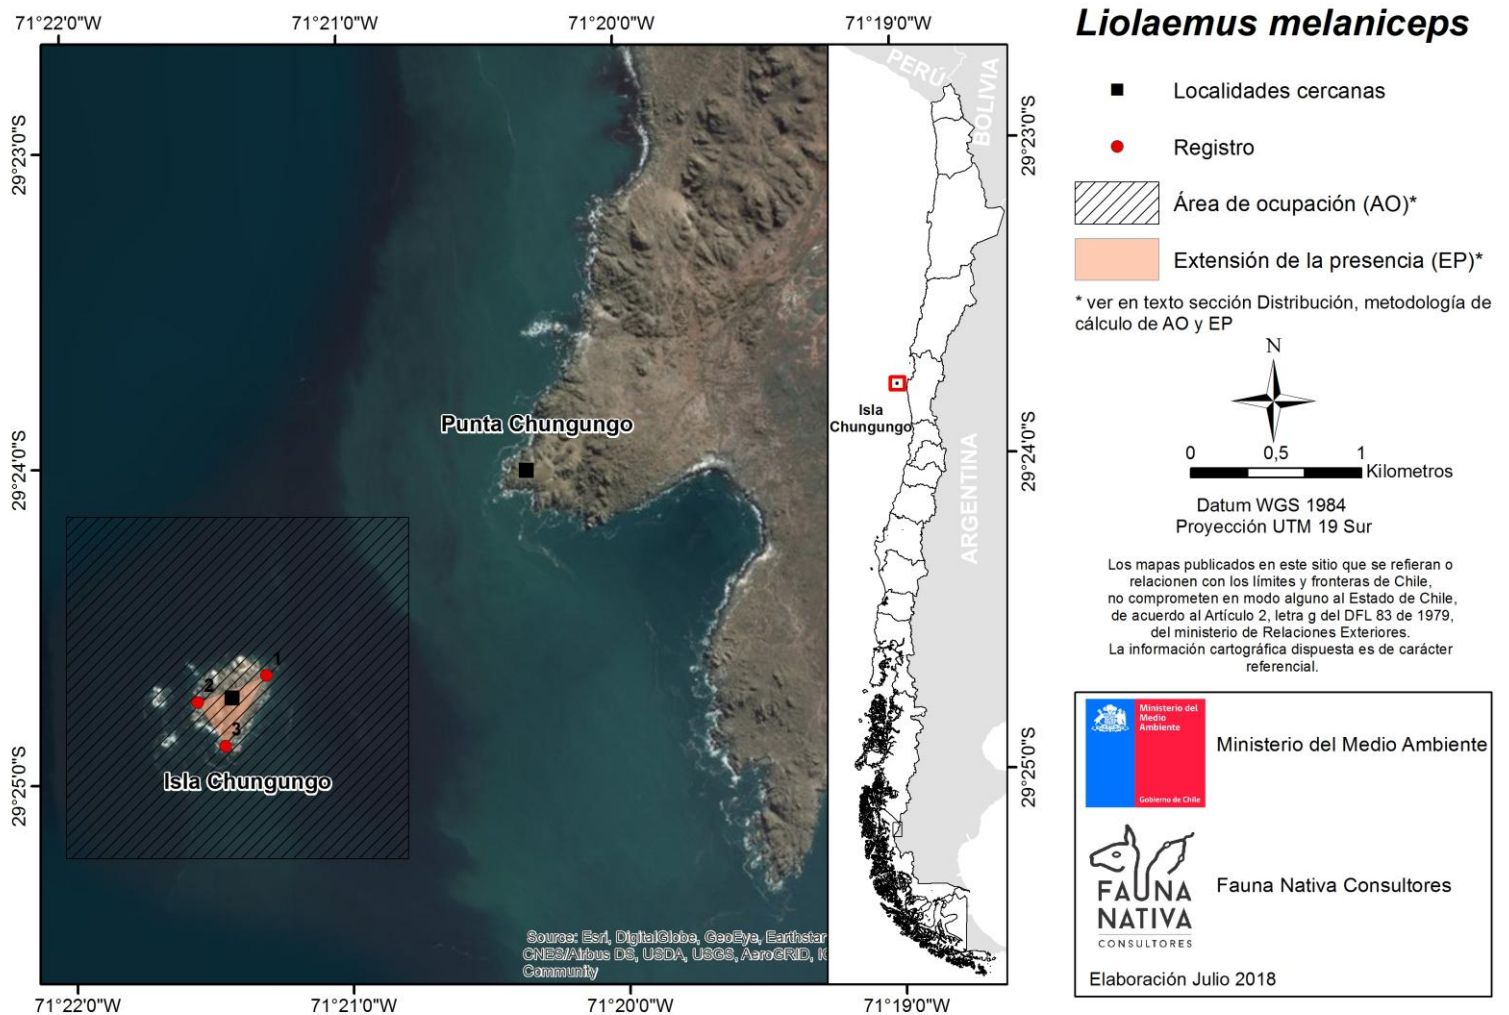 71°22'0"W
71°21'0"W
71°20'0"W
71°19'0"W
29°23'0"S
29°24'0"S
29°25'0"S
Punta Chungungo
1
2
3
Isla Chungungo
Source: Esri, DigitalGlobe, GeoEye, Earthstar
CNES/Airbus DS, USDA, USGS, AeroGRID, I
Community
PERÚ
BOLIVIA
Isla
Chungungo
ARGENTINA
29°23'0"S
29°24'0"S
29°25'0"S
71°22'0"W
71°21'0"W
71°20'0"W
71°19'0"W
Liolaemus melaniceps
Localidades cercanas
Registro
Área de ocupación (AO)*
Extensión de la presencia (EP)*
* ver en texto sección Distribución, metodología de
cálculo de AO y EP
N
0 0,5 1
Kilometros
Datum WGS 1984
Proyección UTM 19 Sur
Los mapas publicados en este sitio que se refieran o
relacionen con los límites y fronteras de Chile,
no comprometen en modo alguno al Estado de Chile,
de acuerdo al Artículo 2, letra g del DFL 83 de 1979,
del ministerio de Relaciones Exteriores.
La información cartográfica dispuesta es de carácter
referencial.
Ministerio del
Medio
Ambiente
Gobierno de Chile
Ministerio del Medio Ambiente
FAUNA
NATIVA
CONSULTORES
Fauna Nativa Consultores
Elaboración Julio 2018